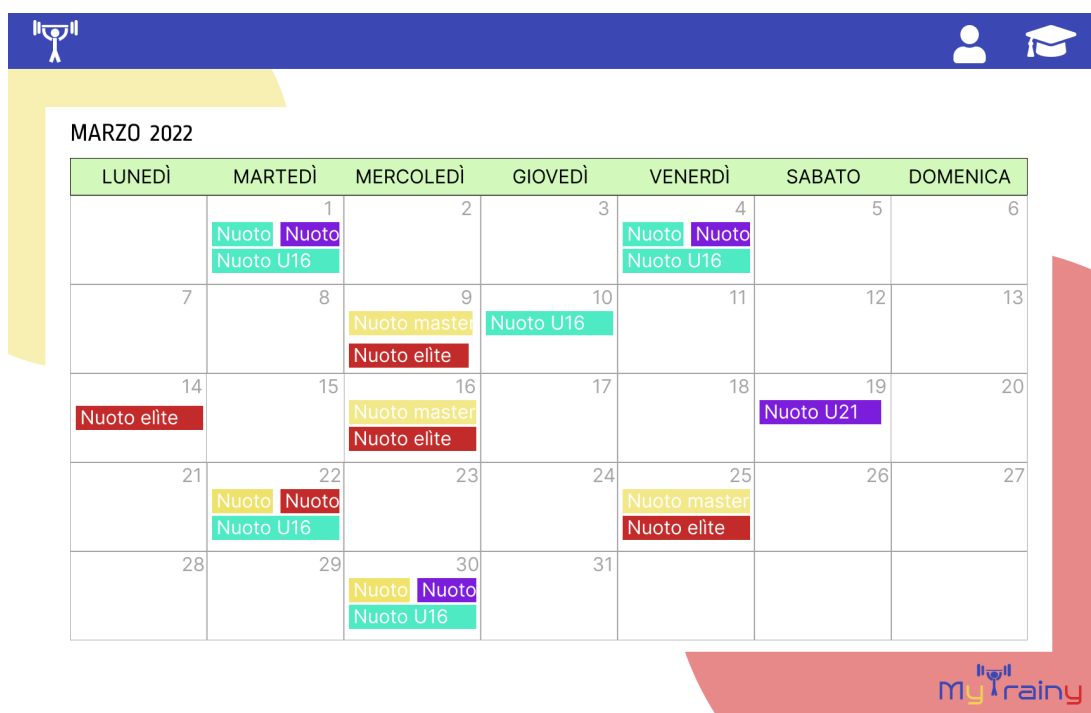 MARZO 2022
LUNEDÌ MARTEDÌ MERCOLEDÌ GIOVEDÌ VENERDÌ SABATO DOMENICA
1 2 3 4 5 6
Nuoto Nuoto Nuoto Nuoto
Nuoto U16 Nuoto U16
7 8 9 10 11 12 13
Nuoto master Nuoto U16
Nuoto elìte
14 15 16 17 18 19 20
Nuoto elìte Nuoto master Nuoto U21
Nuoto elìte
21 22 23 24 25 26 27
Nuoto Nuoto Nuoto master
Nuoto U16 Nuoto elìte
28 29 30 31
Nuoto Nuoto
Nuoto U16
MyTrainy